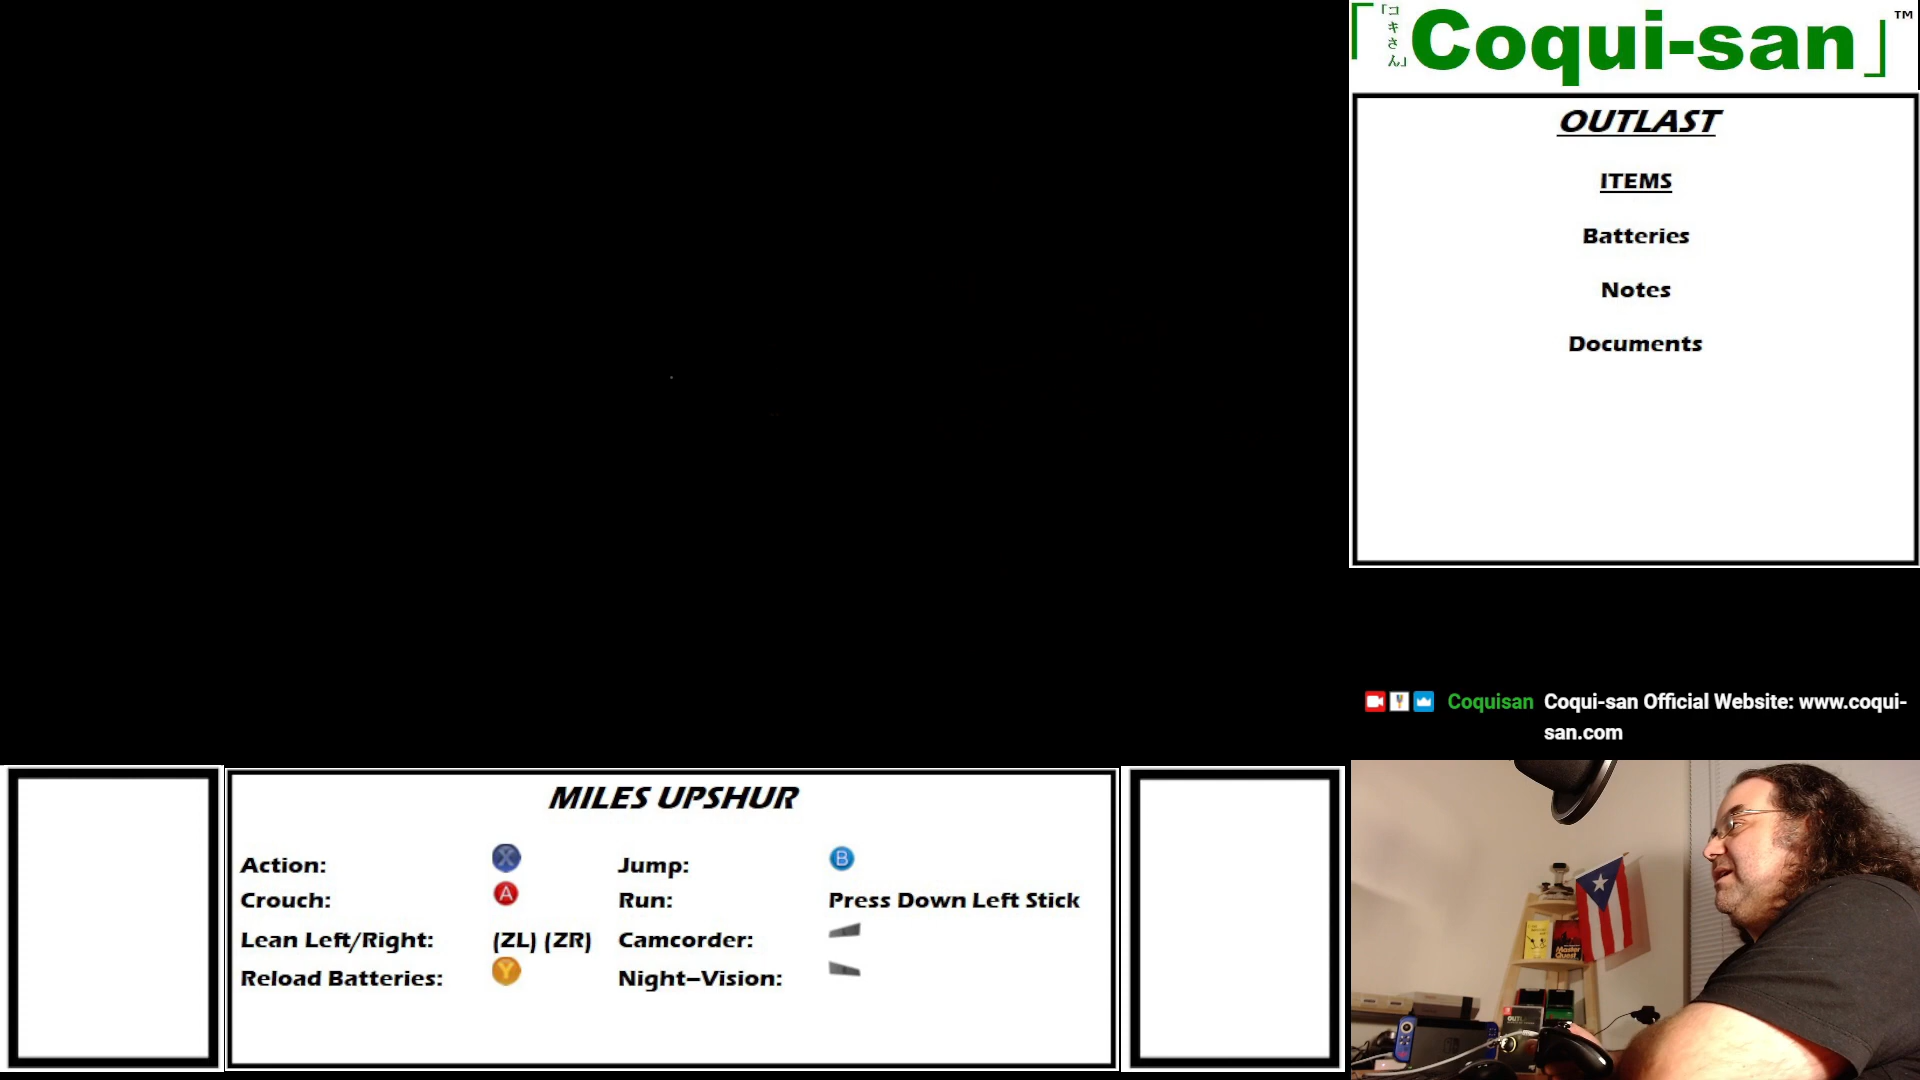 「コキさん」
「Coqui-san」™
OUTLAST
ITEMS
Batteries
Notes
Documents
Coquisan Coqui-san Official Website: www.coqui-
san.com
MILES UPSHUR
Action: X Jump: B
Crouch: A Run: Press Down Left Stick
Lean Left/Right: (ZL) (ZR) Camcorder:
Reload Batteries: Y Night-Vision:
Master
Quest